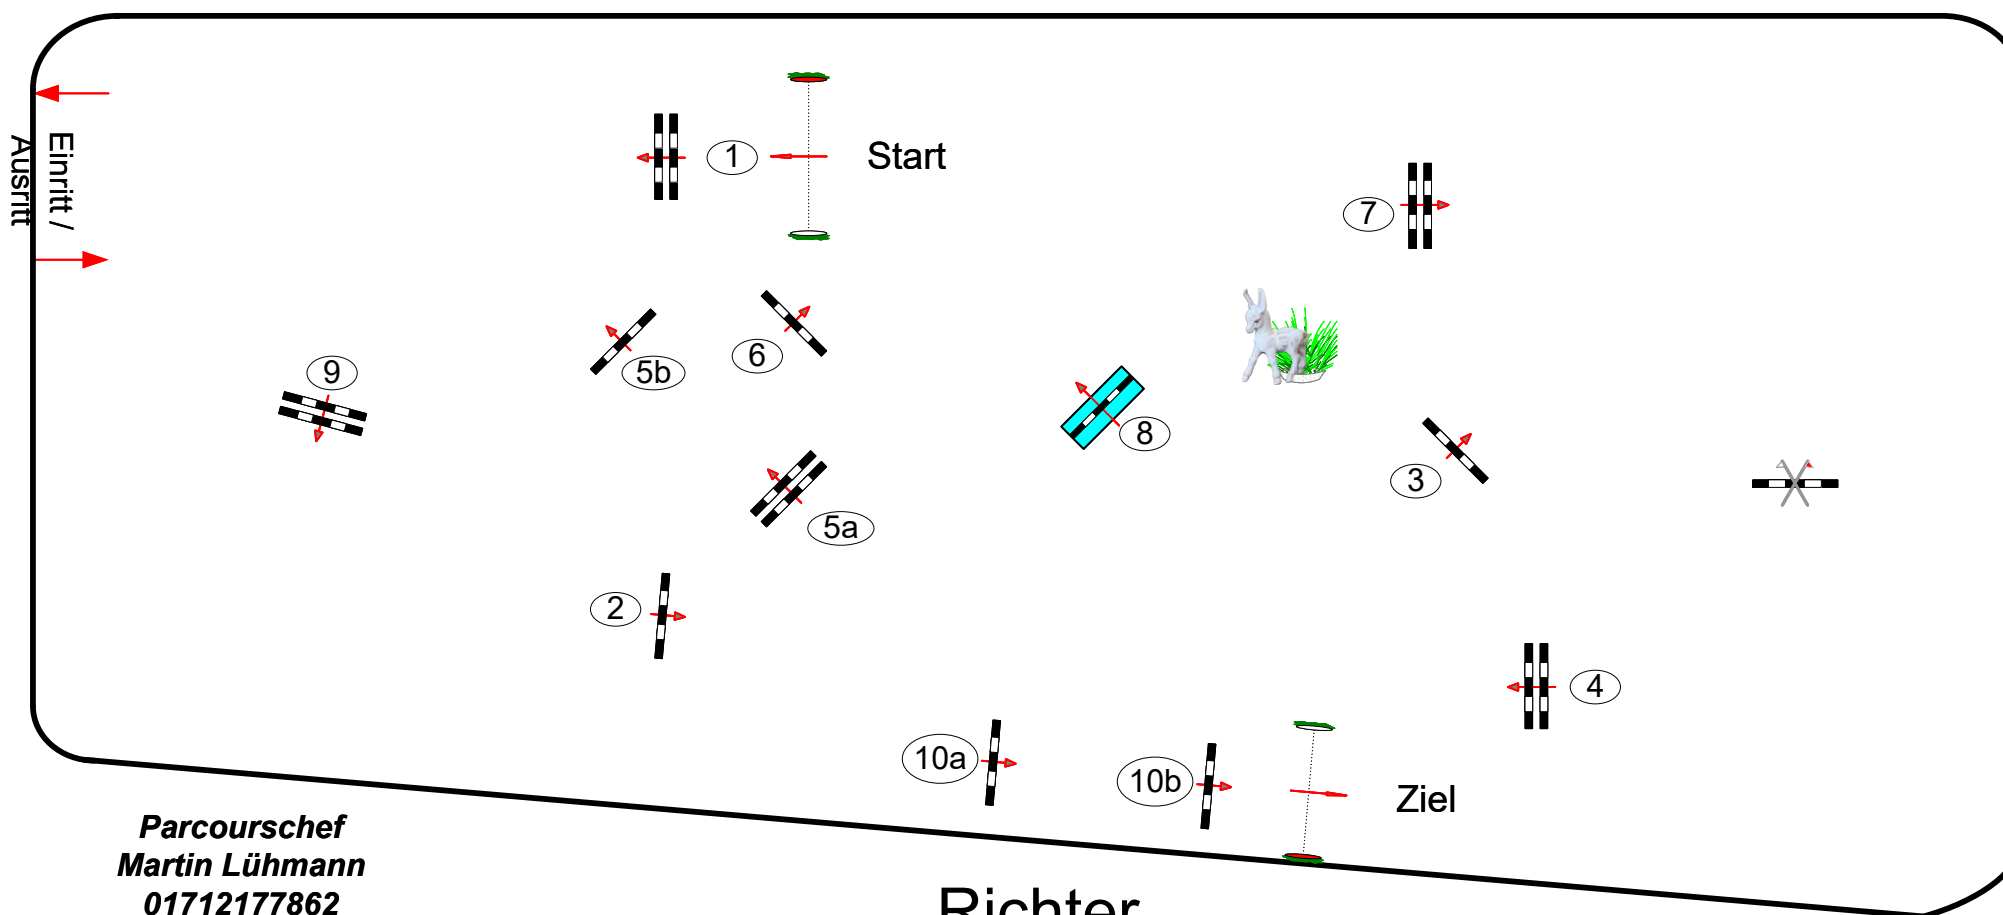 Einritt /
Ausritt
1
Start
7
9
5b
6
8
3
5a
2
4
10a
10b
Ziel
Parcourschef
Martin Lühmann
01712177862
Richter